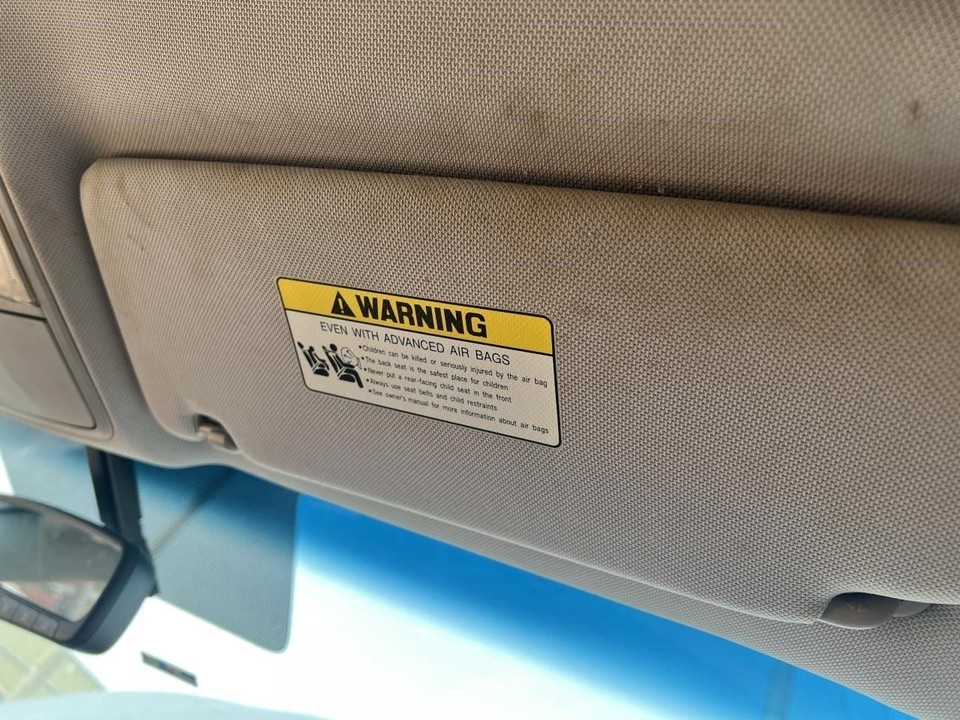 WARNING
EVEN WITH ADVANCED AIR BAGS
•Children can be killed or seriously injured by the air bag
•The back seat is the safest place for children
•Never put a rear-facing child seat in the front
•Always use seat belts and child restraints
•See owner's manual for more information about air bags